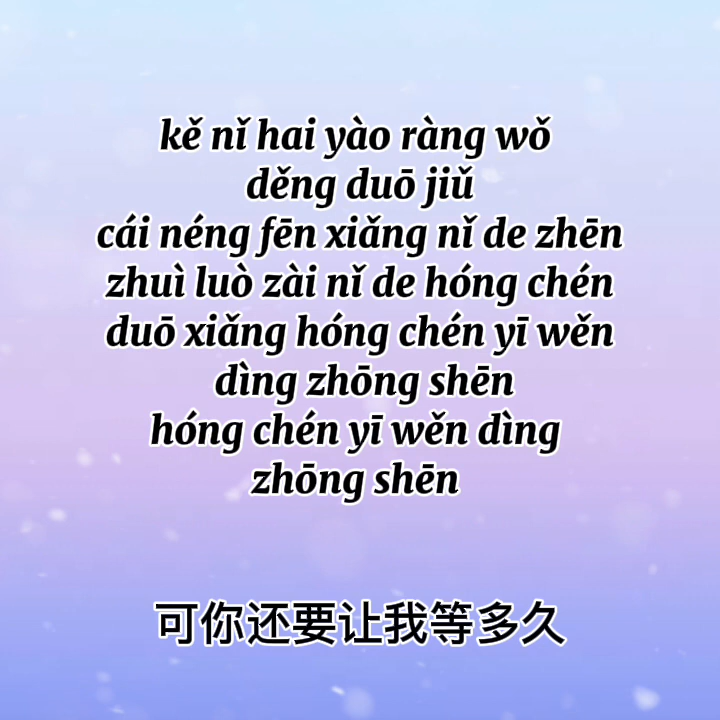 kě nǐ hai yào ràng wǒ
děng duō jiǔ
cái néng fēn xiǎng nǐ de zhēn
zhuì luò zài nǐ de hóng chén
duō xiǎng hóng chén yī wěn
dìng zhōng shēn
hóng chén yī wěn dìng
zhōng shēn
可你还要让我等多久